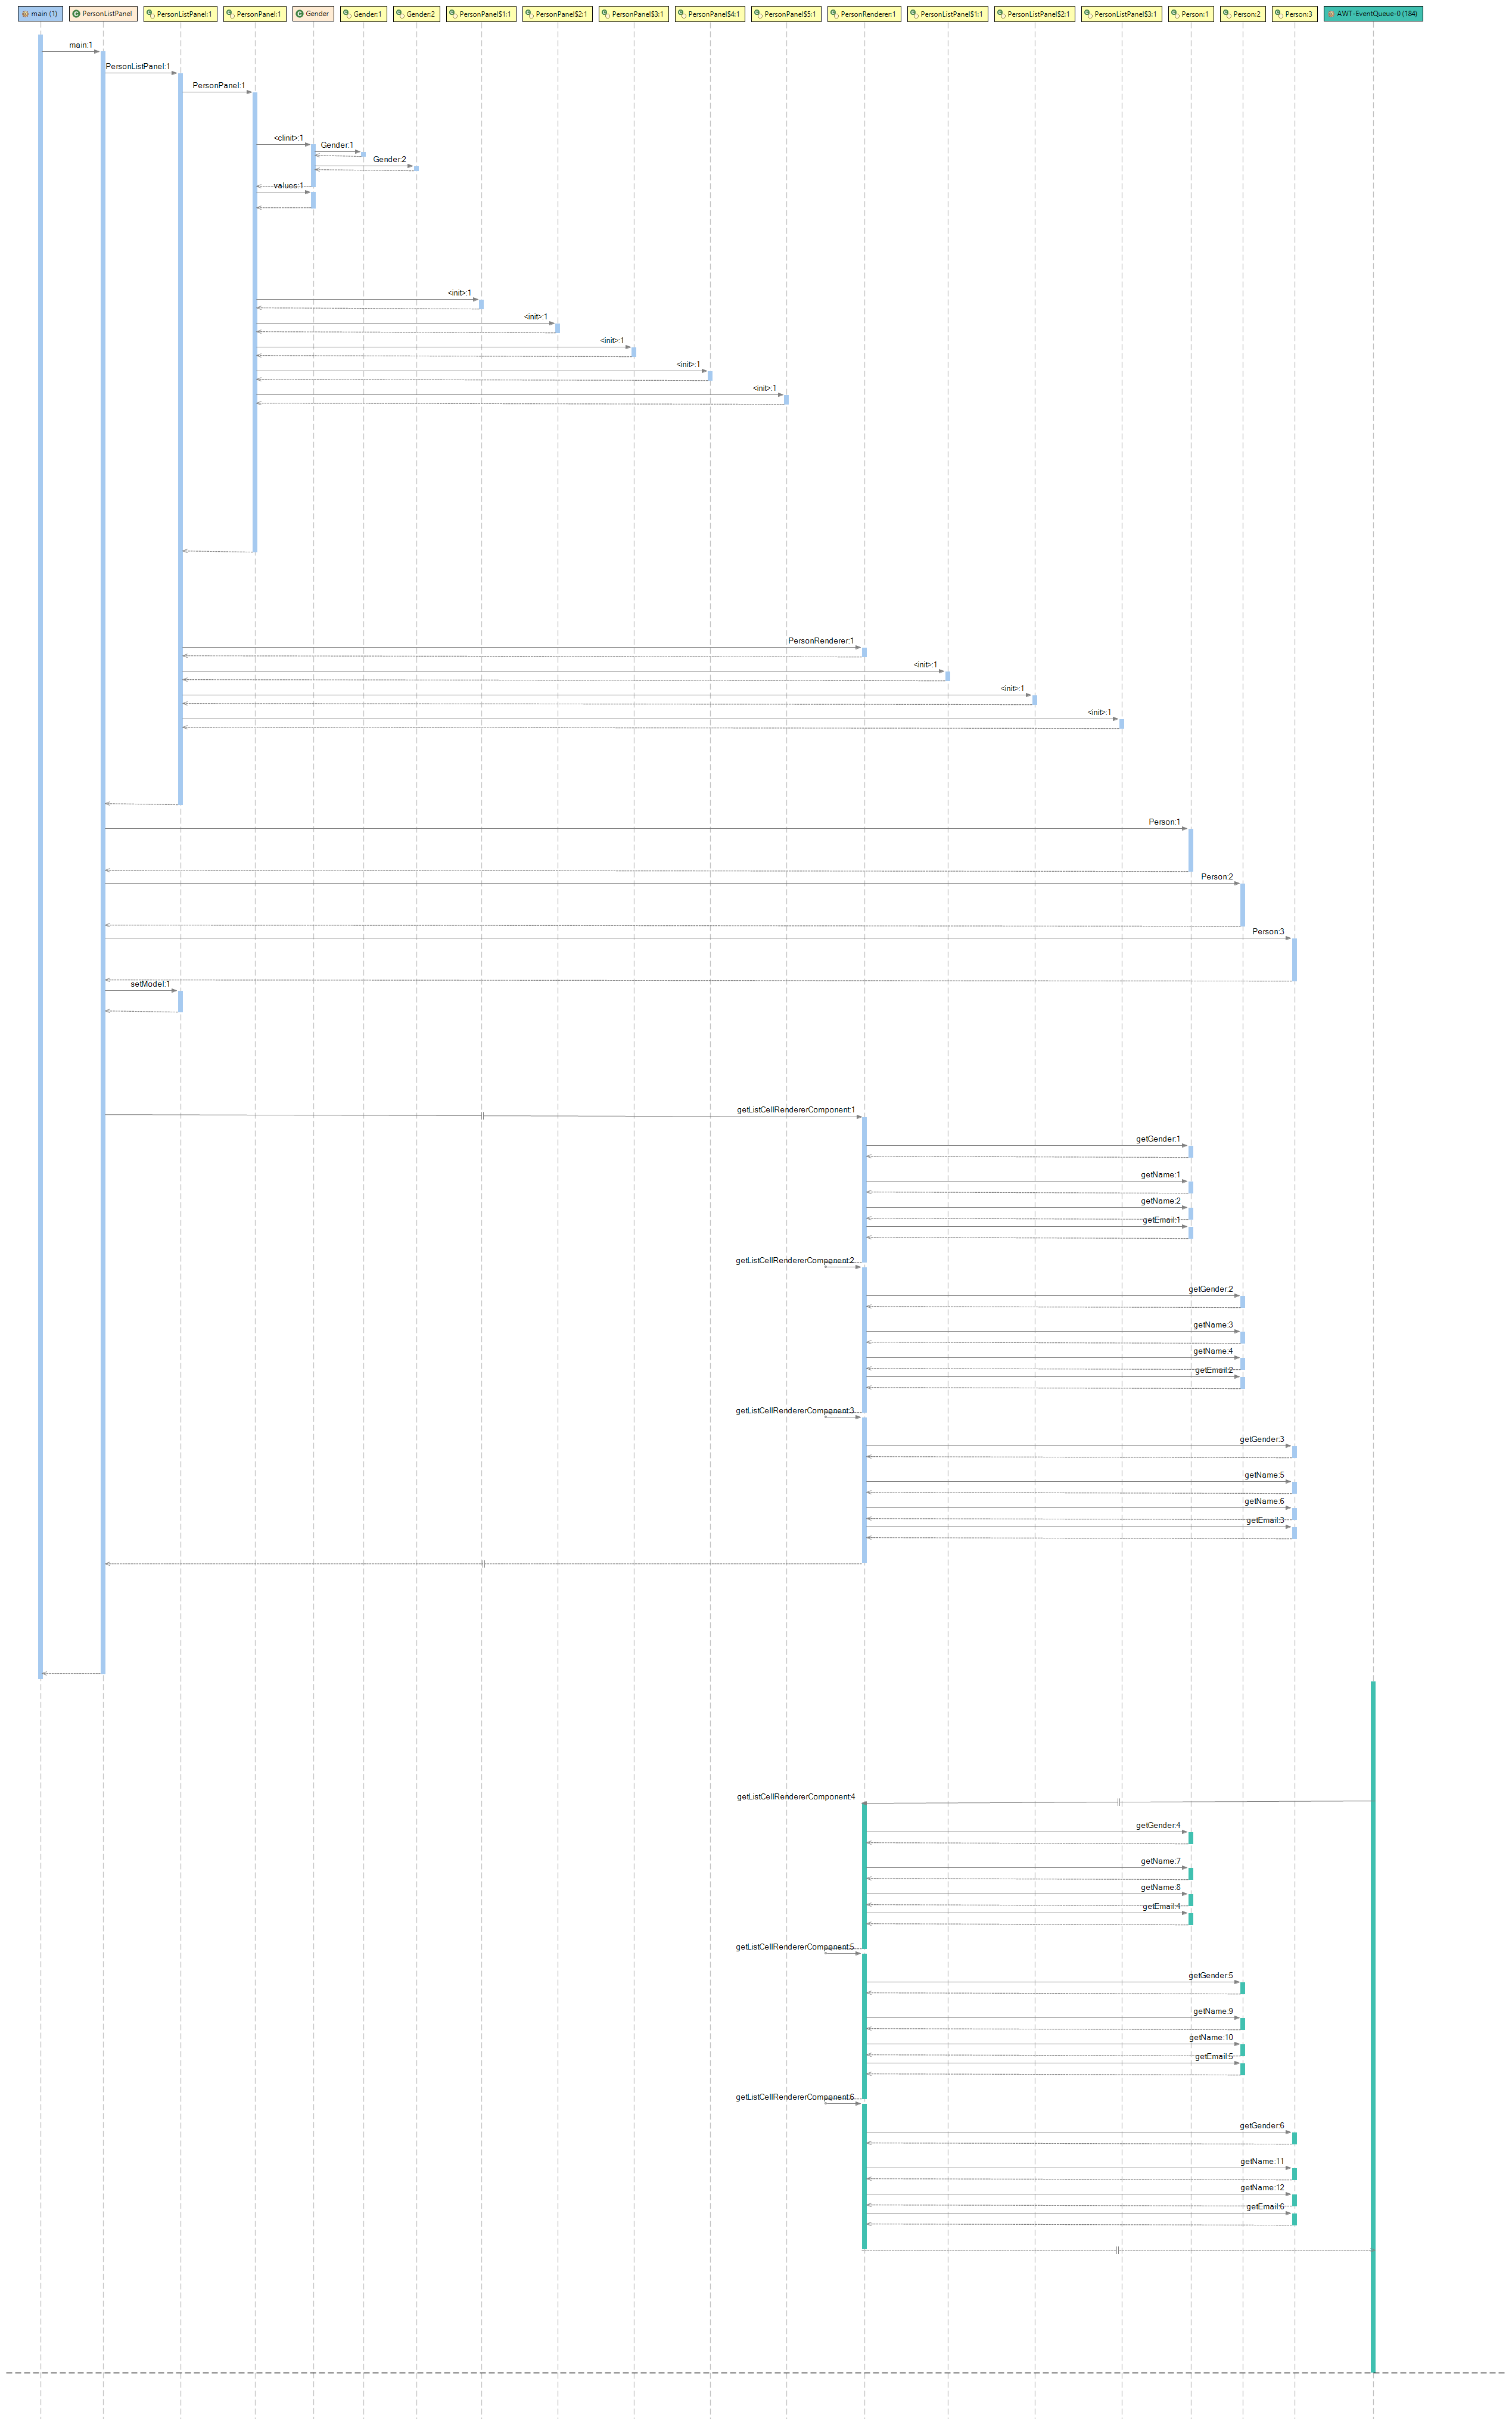 main (1)
PersonListPanel
PersonListPanel:1
PersonPanel:1
Gender
Gender:1
Gender:2
PersonPanel$1:1
PersonPanel$2:1
PersonPanel$3:1
PersonPanel$4:1
PersonPanel$5:1
PersonRenderer:1
PersonListPanel$1:1
PersonListPanel$2:1
PersonListPanel$3:1
Person:1
Person:2
Person:3
AWT-EventQueue-0 (184)
main:1
PersonListPanel:1
PersonPanel:1
<clinit>:1
Gender:1
Gender:2
values:1
<init>:1
<init>:1
<init>:1
<init>:1
<init>:1
PersonRenderer:1
<init>:1
<init>:1
<init>:1
Person:1
Person:2
Person:3
setModel:1
getListCellRendererComponent:1
getGender:1
getName:1
getName:2
getEmail:1
getListCellRendererComponent:2
getGender:2
getName:3
getName:4
getEmail:2
getListCellRendererComponent:3
getGender:3
getName:5
getName:6
getEmail:3
getListCellRendererComponent:4
getGender:4
getName:7
getName:8
getEmail:4
getListCellRendererComponent:5
getGender:5
getName:9
getName:10
getEmail:5
getListCellRendererComponent:6
getGender:6
getName:11
getName:12
getEmail:6